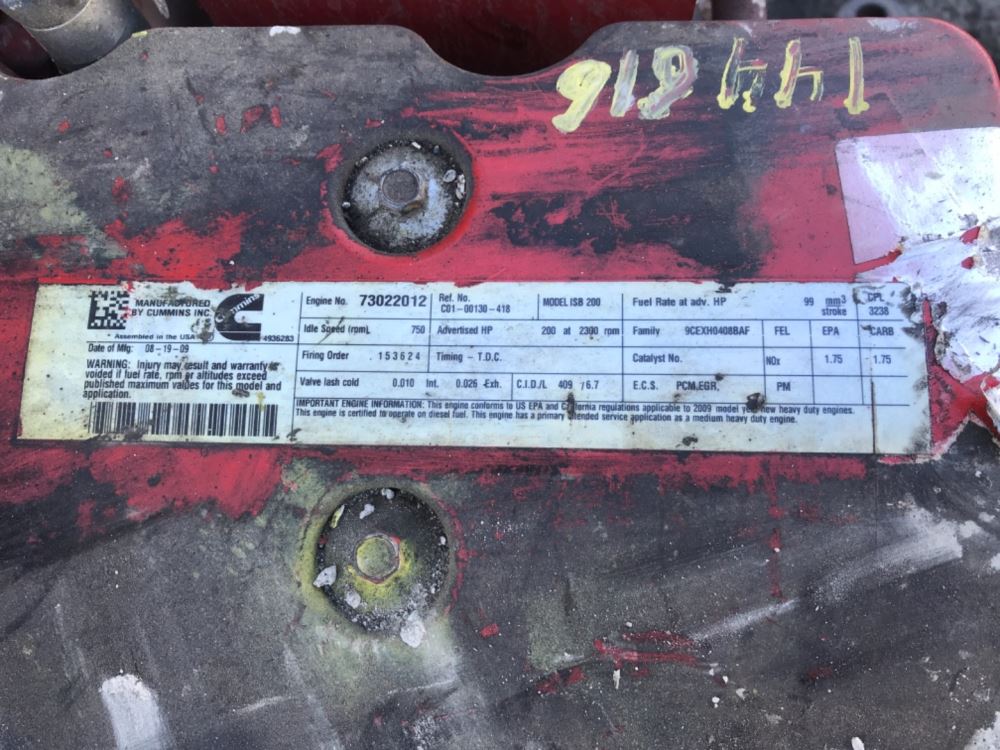 144 616
MANUFACTURED
BY CUMMINS INC.
Cummins
Assembled in the USA
4936283
Date of Mfg: 08-19-09
WARNING: Injury may result and warranty is
voided if fuel rate, rpm or altitudes exceed
published maximum values for this model and
application.
Engine No. 73022012 Ref. No. C01-00130-418 MODEL ISB 200 Fuel Rate at adv. HP 99 mm3 stroke CPL 3238
Idle Speed (rpm) 750 Advertised HP 200 at 2300 rpm Family 9CEXH0408BAF FEL EPA CARB
Firing Order 153624 Timing - T.D.C. Catalyst No. NOx 1.75 1.75
Valve lash cold 0.010 Int. 0.026 Exh. C.I.D./L 409 /6.7 E.C.S. PCM,EGR, PM
IMPORTANT ENGINE INFORMATION: This engine conforms to US EPA and California regulations applicable to 2009 model year new heavy duty engines.
This engine is certified to operate on diesel fuel. This engine has a primary intended service application as a medium heavy duty engine.